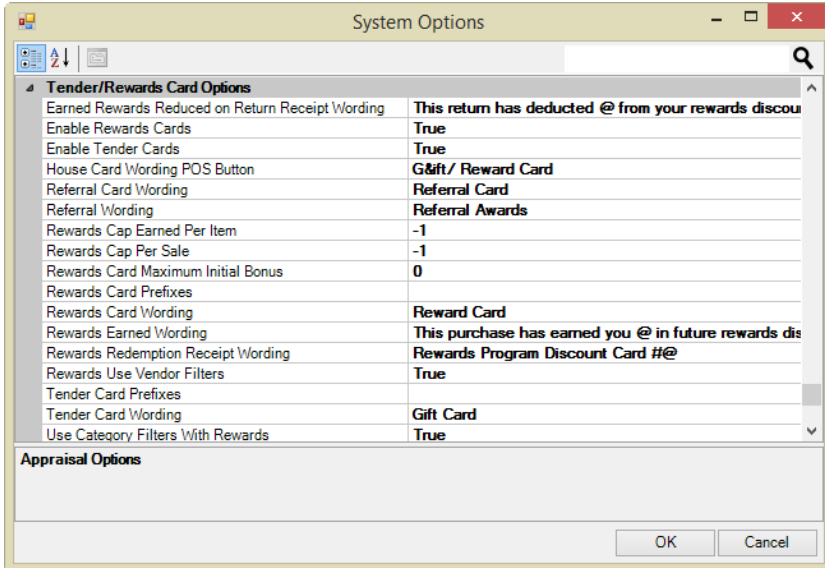 System Options
Tender/Rewards Card Options
Earned Rewards Reduced on Return Receipt Wording This return has deducted @ from your rewards discou
Enable Rewards Cards True
Enable Tender Cards True
House Card Wording POS Button G&ift/ Reward Card
Referral Card Wording Referral Card
Referral Wording Referral Awards
Rewards Cap Earned Per Item -1
Rewards Cap Per Sale -1
Rewards Card Maximum Initial Bonus 0
Rewards Card Prefixes
Rewards Card Wording Reward Card
Rewards Earned Wording This purchase has earned you @ in future rewards dis
Rewards Redemption Receipt Wording Rewards Program Discount Card #@
Rewards Use Vendor Filters True
Tender Card Prefixes
Tender Card Wording Gift Card
Use Category Filters With Rewards True
Appraisal Options
OK Cancel